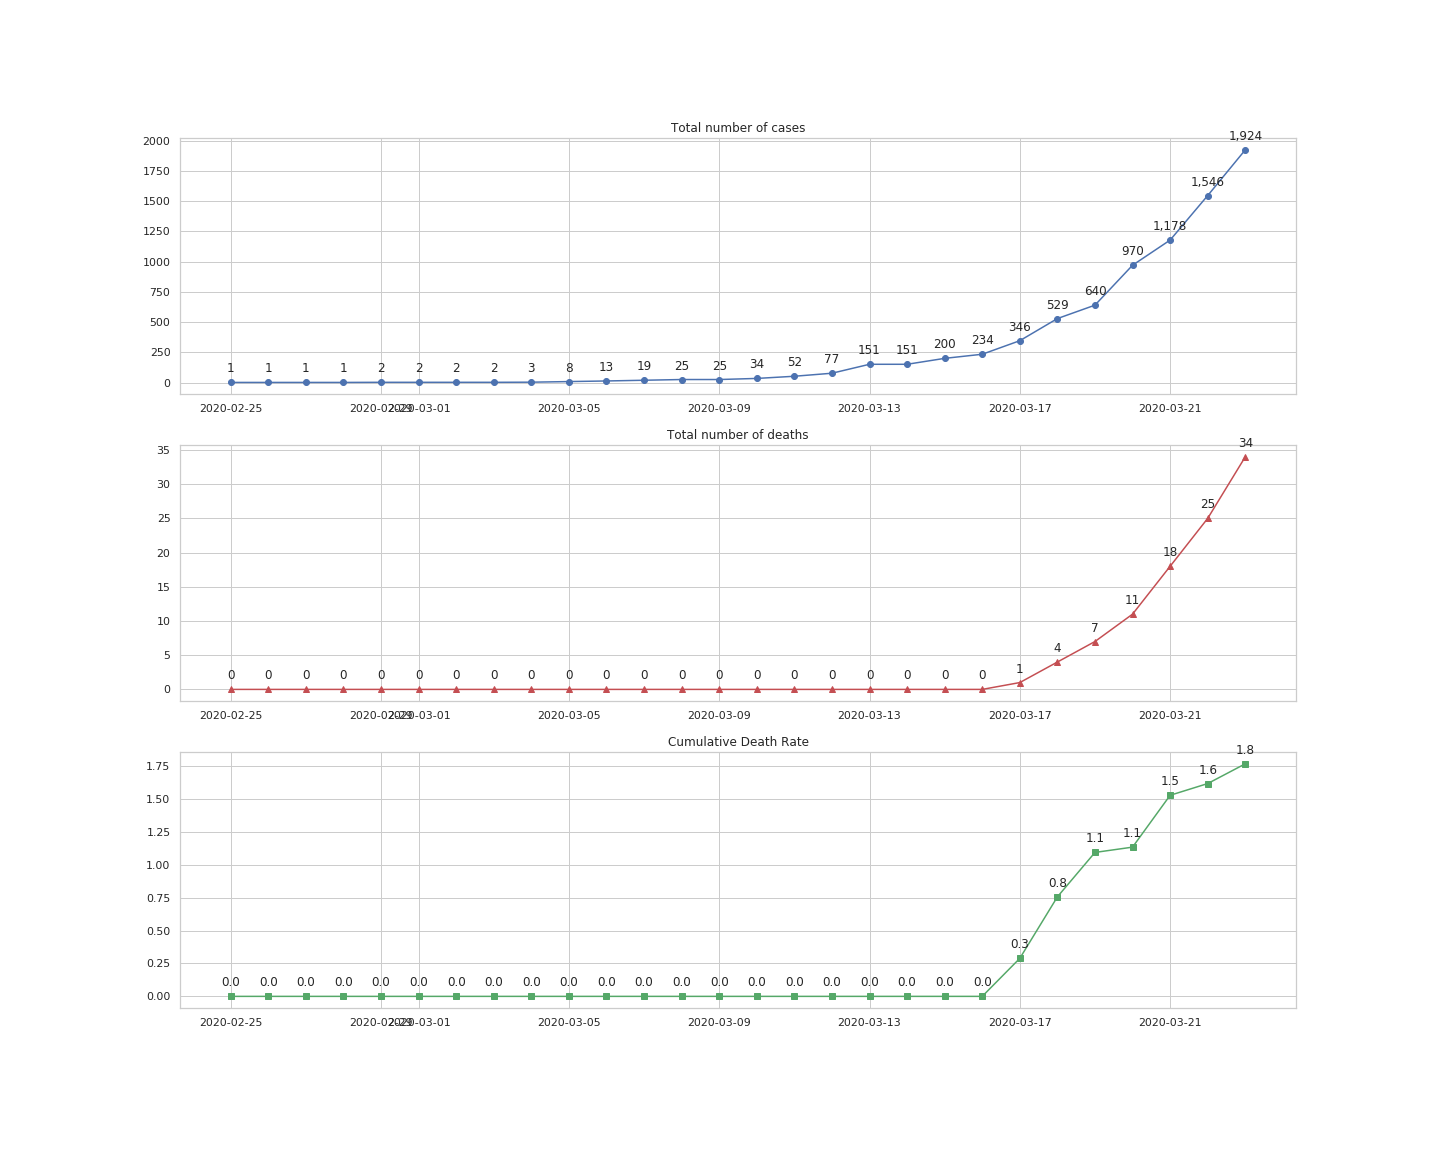 Total number of cases
2000
1750
1500
1250
1000
750
500
250
0
1 1 1 1 2 2 2 2 3 8 13 19 25 25 34 52 77 151 151 200 234 346 529 640 970 1,178 1,546 1,924
2020-02-25 2020-02-29 2020-03-01 2020-03-05 2020-03-09 2020-03-13 2020-03-17 2020-03-21
Total number of deaths
35
30
25
20
15
10
5
0
0 0 0 0 0 0 0 0 0 0 0 0 0 0 0 0 0 0 0 0 0 1 4 7 11 18 25 34
2020-02-25 2020-02-29 2020-03-01 2020-03-05 2020-03-09 2020-03-13 2020-03-17 2020-03-21
Cumulative Death Rate
1.75
1.50
1.25
1.00
0.75
0.50
0.25
0.00
0.0 0.0 0.0 0.0 0.0 0.0 0.0 0.0 0.0 0.0 0.0 0.0 0.0 0.0 0.0 0.0 0.0 0.0 0.0 0.0 0.0 0.3 0.8 1.1 1.1 1.5 1.6 1.8
2020-02-25 2020-02-29 2020-03-01 2020-03-05 2020-03-09 2020-03-13 2020-03-17 2020-03-21